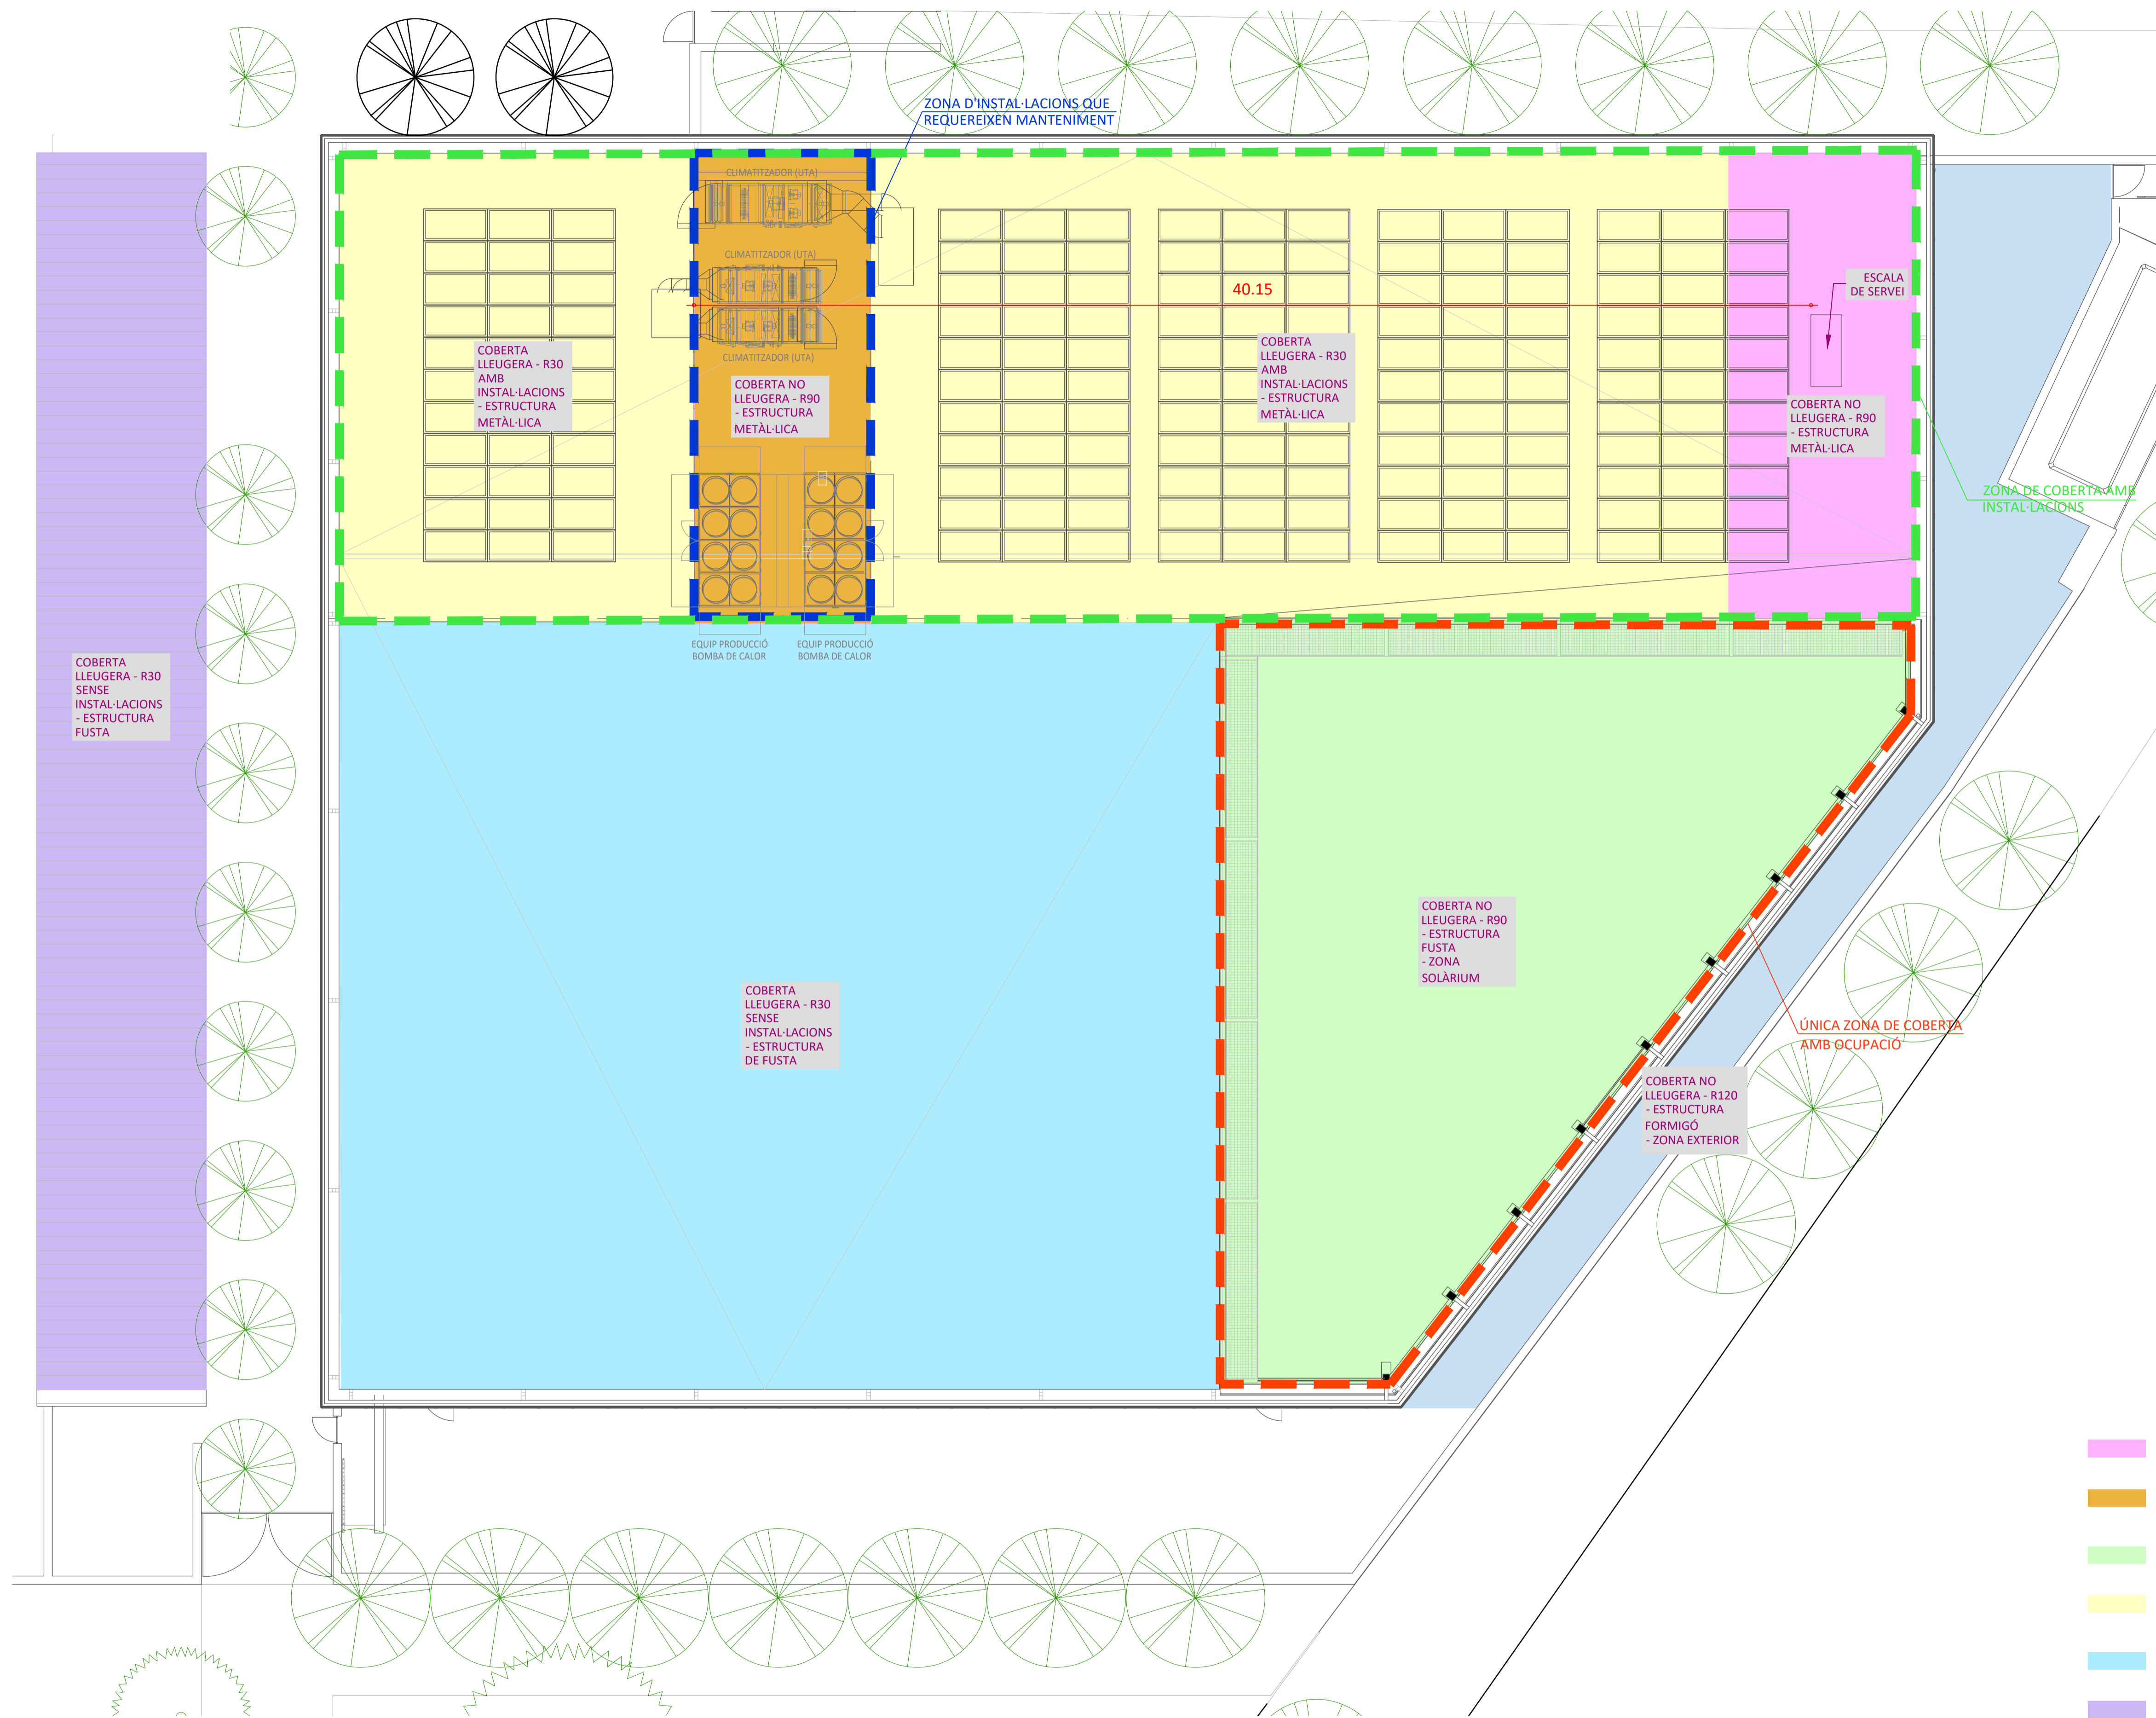 ZONA D'INSTAL·LACIONS QUE
REQUEREIXEN MANTENIMENT
CLIMATITZADOR (UTA)
CLIMATITZADOR (UTA)
CLIMATITZADOR (UTA)
40.15
ESCALA
DE SERVEI
COBERTA
LLEUGERA - R30
AMB
INSTAL·LACIONS
- ESTRUCTURA
METÀL·LICA
COBERTA NO
LLEUGERA - R90
- ESTRUCTURA
METÀL·LICA
COBERTA
LLEUGERA - R30
AMB
INSTAL·LACIONS
- ESTRUCTURA
METÀL·LICA
COBERTA NO
LLEUGERA - R90
- ESTRUCTURA
METÀL·LICA
ZONA DE COBERTA AMB
INSTAL·LACIONS
EQUIP PRODUCCIÓ
BOMBA DE CALOR
EQUIP PRODUCCIÓ
BOMBA DE CALOR
COBERTA
LLEUGERA - R30
SENSE
INSTAL·LACIONS
- ESTRUCTURA
FUSTA
COBERTA NO
LLEUGERA - R90
- ESTRUCTURA
FUSTA
- ZONA
SOLÀRIUM
COBERTA
LLEUGERA - R30
SENSE
INSTAL·LACIONS
- ESTRUCTURA
DE FUSTA
ÚNICA ZONA DE COBERTA
AMB OCUPACIÓ
COBERTA NO
LLEUGERA - R120
- ESTRUCTURA
FORMIGÓ
- ZONA EXTERIOR